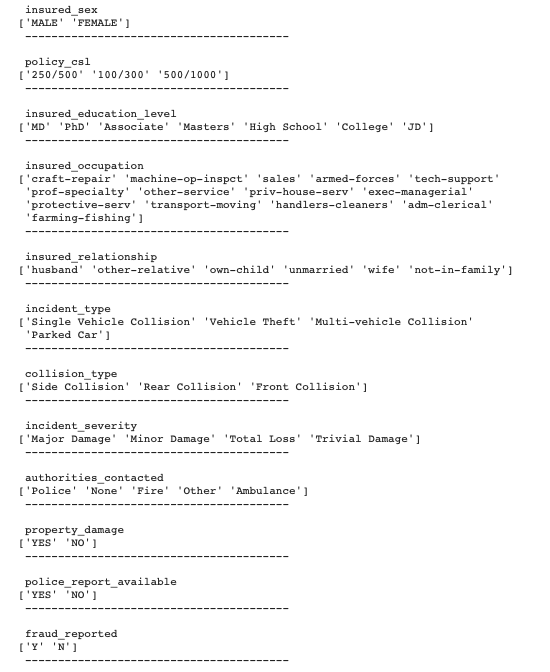 insured_sex
['MALE' 'FEMALE']
----------------------------------------
policy_csl
['250/500' '100/300' '500/1000']
----------------------------------------
insured_education_level
['MD' 'PhD' 'Associate' 'Masters' 'High School' 'College' 'JD']
----------------------------------------
insured_occupation
['craft-repair' 'machine-op-inspct' 'sales' 'armed-forces' 'tech-support'
'prof-specialty' 'other-service' 'priv-house-serv' 'exec-managerial'
'protective-serv' 'transport-moving' 'handlers-cleaners' 'adm-clerical'
'farming-fishing']
----------------------------------------
insured_relationship
['husband' 'other-relative' 'own-child' 'unmarried' 'wife' 'not-in-family']
----------------------------------------
incident_type
['Single Vehicle Collision' 'Vehicle Theft' 'Multi-vehicle Collision'
'Parked Car']
----------------------------------------
collision_type
['Side Collision' 'Rear Collision' 'Front Collision']
----------------------------------------
incident_severity
['Major Damage' 'Minor Damage' 'Total Loss' 'Trivial Damage']
----------------------------------------
authorities_contacted
['Police' 'None' 'Fire' 'Other' 'Ambulance']
----------------------------------------
property_damage
['YES' 'NO']
----------------------------------------
police_report_available
['YES' 'NO']
----------------------------------------
fraud_reported
['Y' 'N']
----------------------------------------